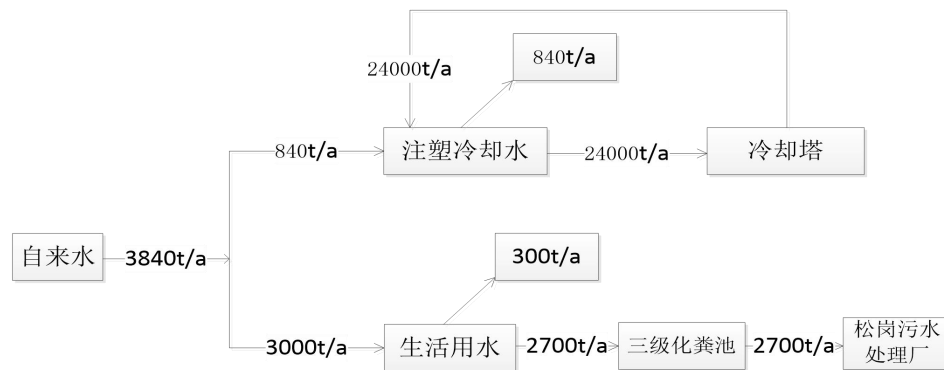 24000t/a
840t/a
840t/a
注塑冷却水
24000t/a
冷却塔
自来水
3840t/a
300t/a
3000t/a
生活用水
2700t/a
三级化粪池
2700t/a
松岗污水
处理厂